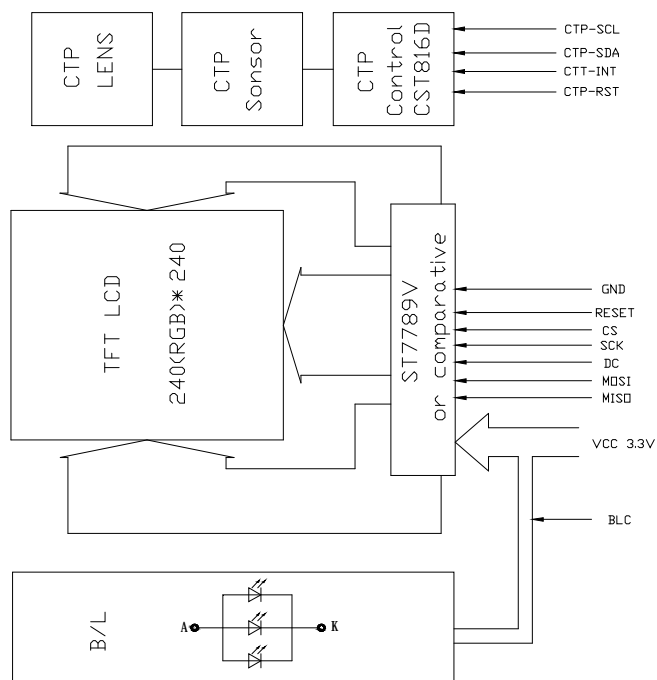 CTP
LENS
CTP
Sonsor
CTP
Control
CST816D
CTP-SCL
CTP-SDA
CTT-INT
CTP-RST
TFT LCD
240(RGB)* 240
ST7789V
or comparative
GND
RESET
CS
SCK
DC
MOSI
MISO
VCC 3.3V
BLC
B/L
A
K